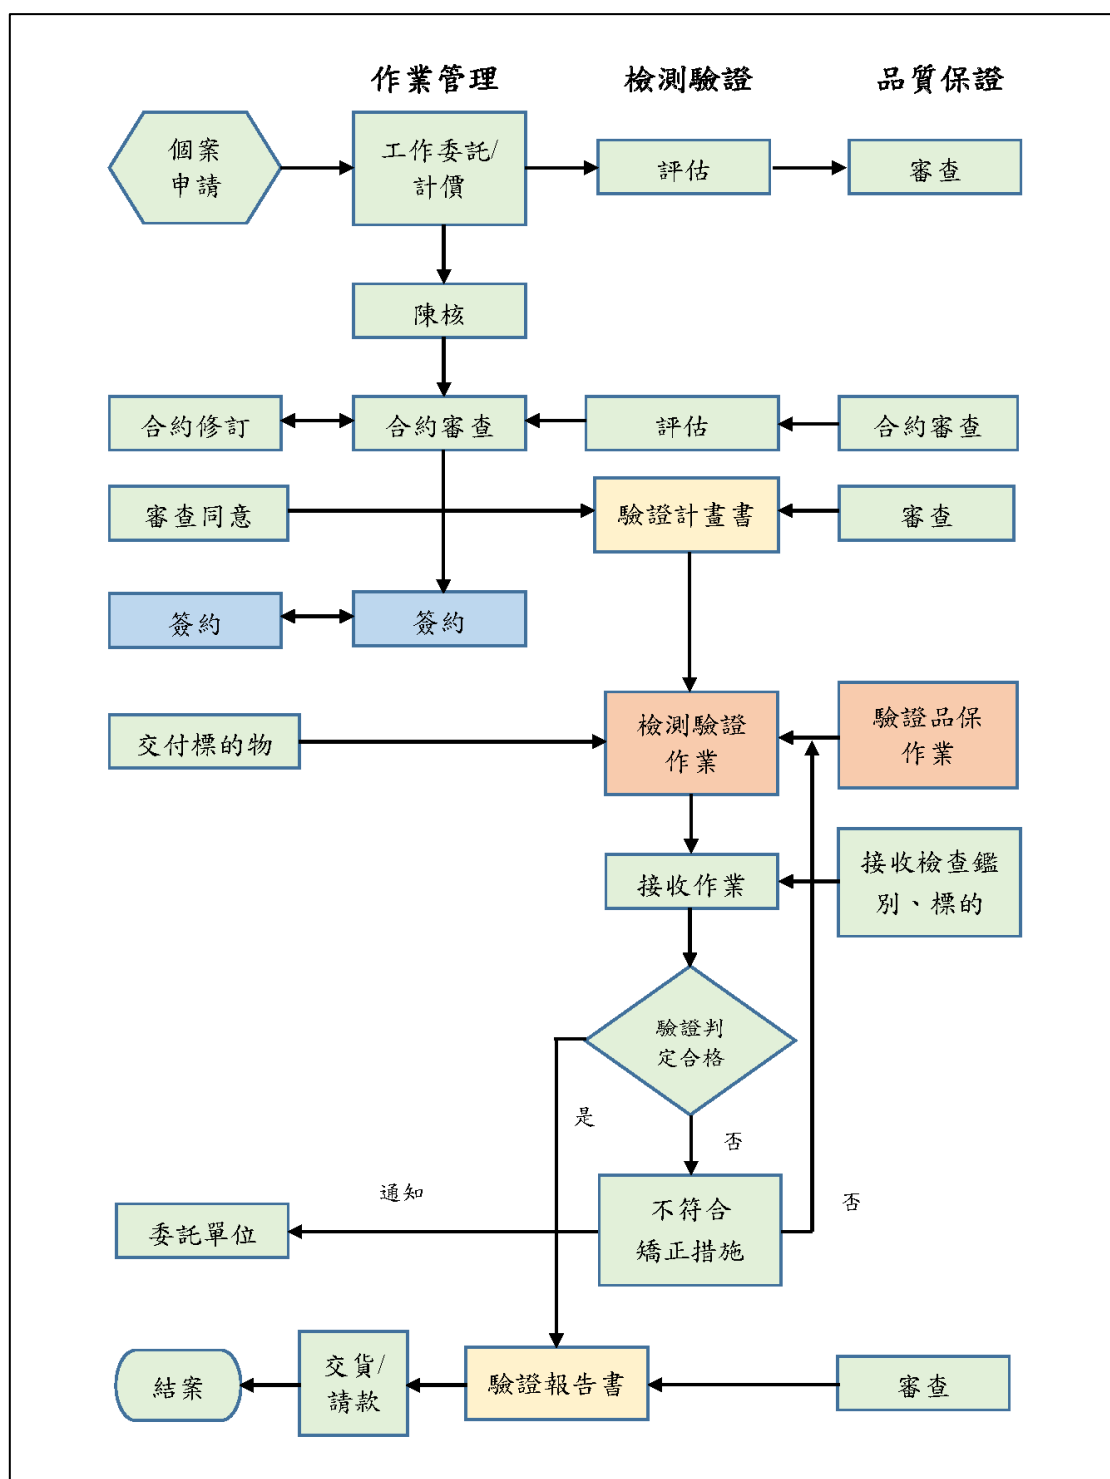 作業管理
檢測驗證
品質保證
個案
申請
工作委託/
計價
評估
審查
陳核
合約修訂
合約審查
評估
合約審查
審查同意
驗證計畫書
審查
簽約
簽約
交付標的物
檢測驗證
作業
驗證品保
作業
接收作業
接收檢查鑑
別、標的
驗證判
定合格
是
否
通知
否
委託單位
不符合
矯正措施
結案
交貨/
請款
驗證報告書
審查